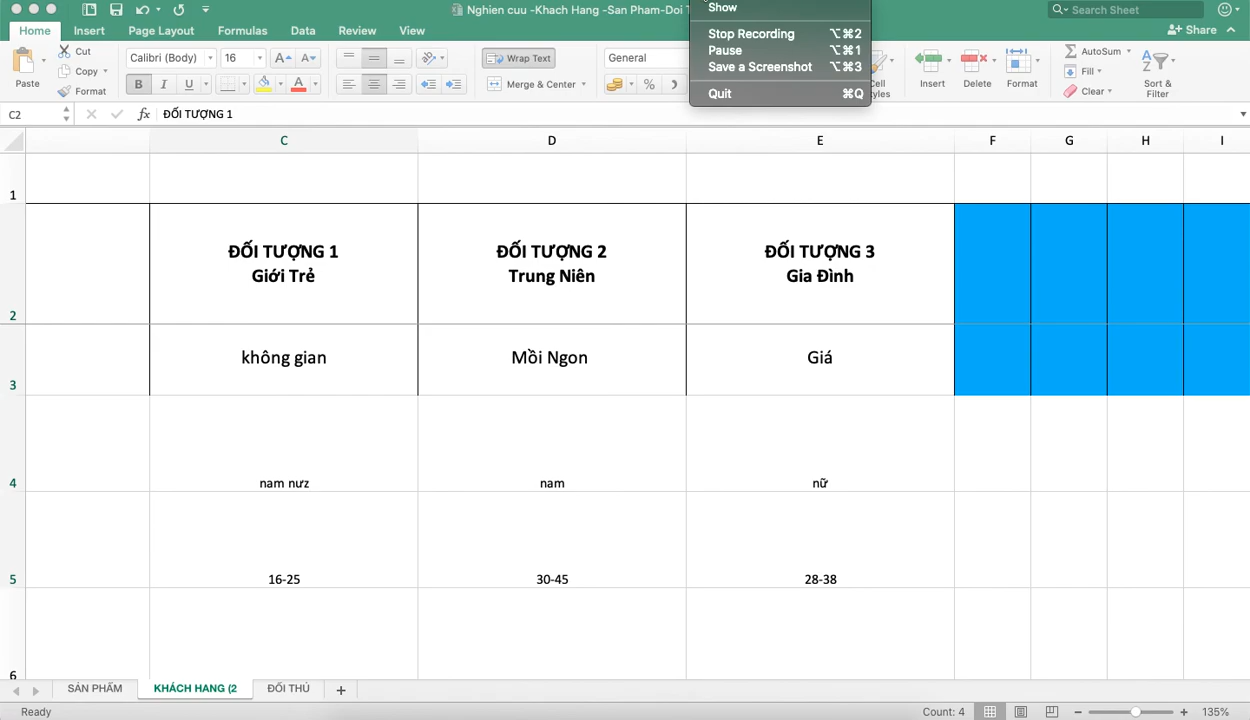 Nghien cuu -Khach Hang -San Pham-Doi T
Show
Search Sheet
Home Insert Page Layout Formulas Data Review View
Share
Stop Recording ⌥⌘2
Pause ⌥⌘1
Save a Screenshot ⌥⌘3
Quit ⌘Q
Paste
Cut
Copy
Format
Calibri (Body) 16
A A
B I U A
Wrap Text
Merge & Center
General
%
Insert
Delete
Format
AutoSum
Fill
Clear
Sort &
Filter
C2 fx ĐỐI TƯỢNG 1
C D E F G H I
1
ĐỐI TƯỢNG 1
Giới Trẻ
ĐỐI TƯỢNG 2
Trung Niên
ĐỐI TƯỢNG 3
Gia Đình
2
không gian Mồi Ngon Giá
3
4 nam nưz nam nữ
5 16-25 30-45 28-38
6
SẢN PHẨM KHÁCH HANG (2 ĐỐI THỦ
Ready Count: 4 135%